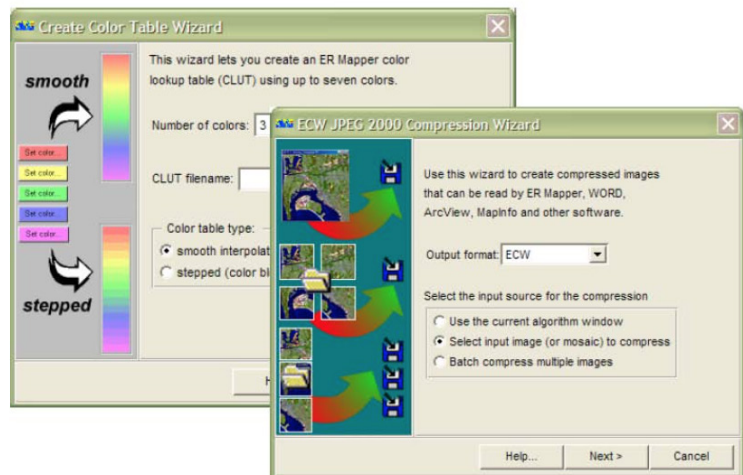 Create Color Table Wizard
smooth
Set color...
Set color...
Set color...
Set color...
Set color...
stepped
This wizard lets you create an ER Mapper color
lookup table (CLUT) using up to seven colors.
Number of colors: 3
CLUT filename:
Color table type:
smooth interpolat
stepped (color bl
H
ECW JPEG 2000 Compression Wizard
Use this wizard to create compressed images
that can be read by ER Mapper, WORD,
ArcView, MapInfo and other software.
Output format: ECW
Select the input source for the compression
Use the current algorithm window
Select input image (or mosaic) to compress
Batch compress multiple images
Help...
Next >
Cancel